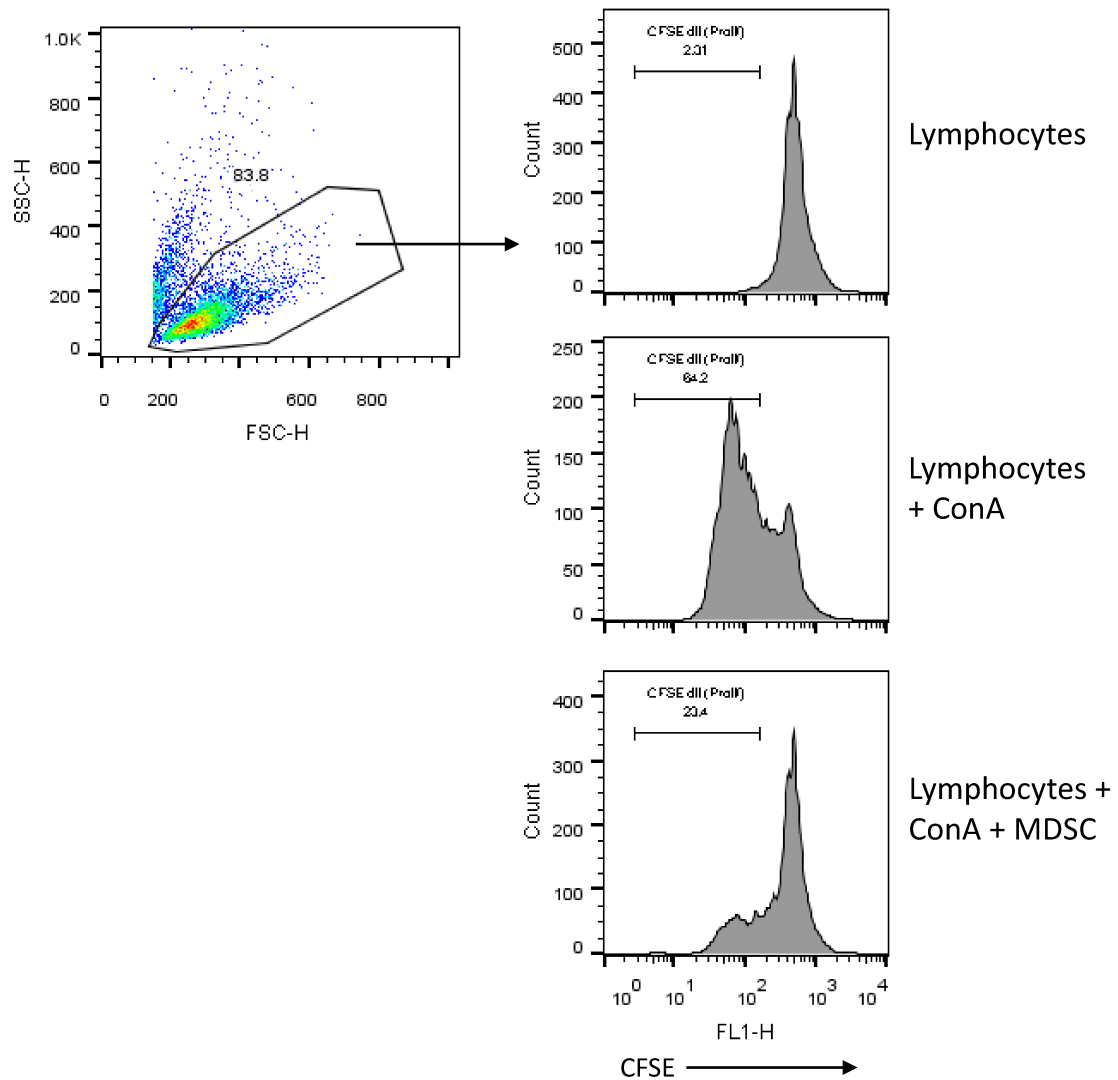 1.0K
800
600
400
200
0
SSC-H
83.8
0 200 600 800
FSC-H
CFSE dil (Prolif)
2.01
500
400
300
200
100
0
Count
Lymphocytes
CFSE dil (Prolif)
64.2
250
200
150
100
50
0
Count
Lymphocytes
+ ConA
CFSE dil (Prolif)
23.4
400
300
200
100
0
Count
Lymphocytes +
ConA + MDSC
10^0 10^1 10^2 10^3 10^4
FL1-H
CFSE